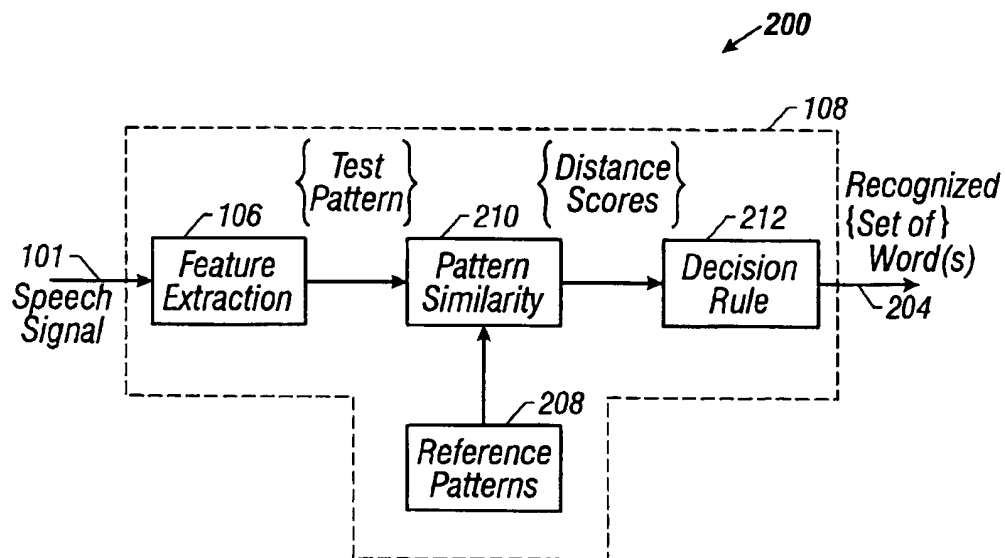 200
108
{Test
Pattern}
{Distance
Scores}
Recognized
{Set of}
Word(s)
204
101
Speech
Signal
106
Feature
Extraction
210
Pattern
Similarity
212
Decision
Rule
208
Reference
Patterns